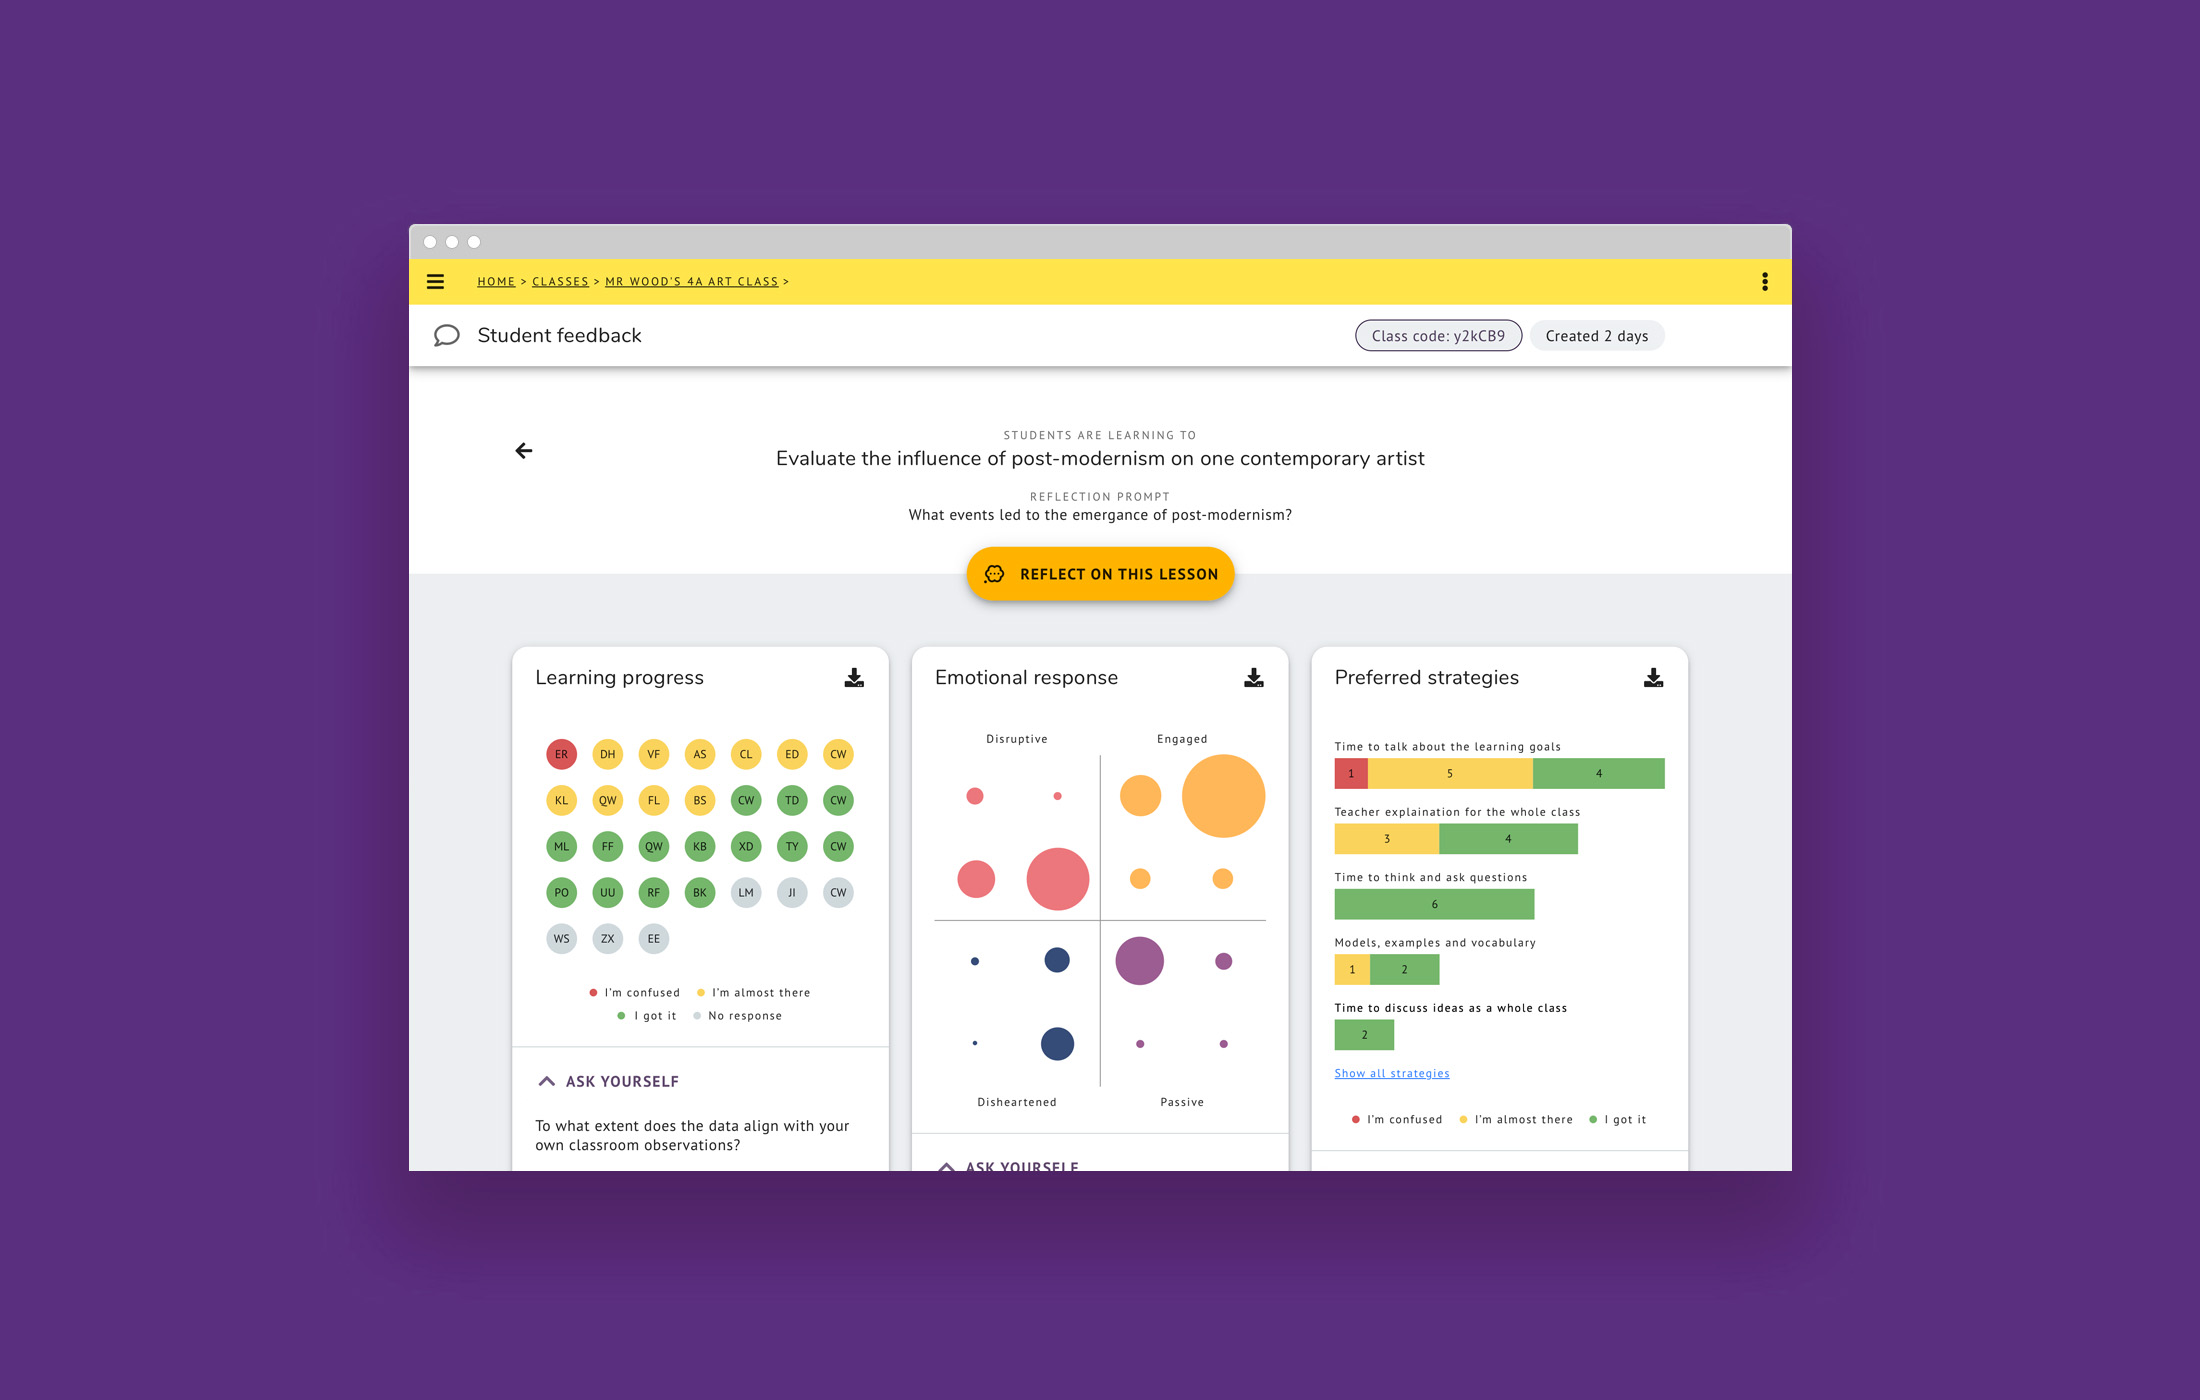 HOME > CLASSES > MR WOOD'S 4A ART CLASS >
Student feedback
Class code: y2kCB9
Created 2 days
STUDENTS ARE LEARNING TO
Evaluate the influence of post-modernism on one contemporary artist
REFLECTION PROMPT
What events led to the emergance of post-modernism?
REFLECT ON THIS LESSON
Learning progress
ER DH VF AS CL ED CW
KL QW FL BS CW TD CW
ML FF QW KB XD TY CW
PO UU RF BK LM JI CW
WS ZX EE
I'm confused I'm almost there
I got it No response
ASK YOURSELF
To what extent does the data align with your
own classroom observations?
Emotional response
Disruptive Engaged
Disheartened Passive
ASK YOURSELF
Preferred strategies
Time to talk about the learning goals
1 5 4
Teacher explaination for the whole class
3 4
Time to think and ask questions
6
Models, examples and vocabulary
1 2
Time to discuss ideas as a whole class
2
Show all strategies
I'm confused I'm almost there I got it